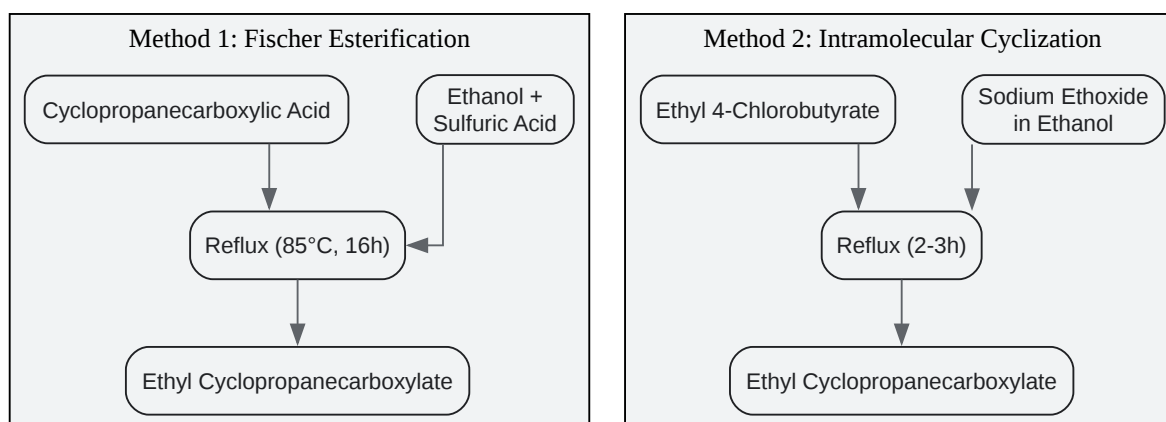 Method 1: Fischer Esterification
Cyclopropanecarboxylic Acid
Ethanol +
Sulfuric Acid
Reflux (85°C, 16h)
Ethyl Cyclopropanecarboxylate
Method 2: Intramolecular Cyclization
Ethyl 4-Chlorobutyrate
Sodium Ethoxide
in Ethanol
Reflux (2-3h)
Ethyl Cyclopropanecarboxylate